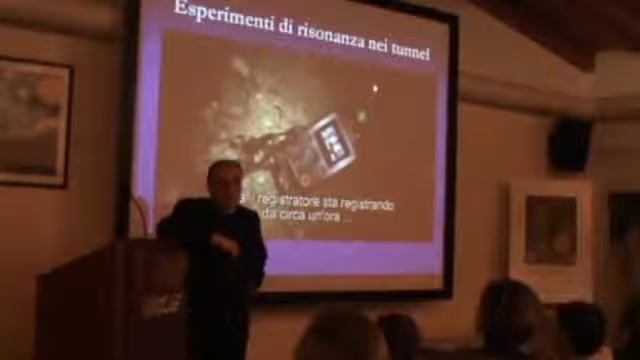 Esperimenti di risonanza nei tunnel
registratore sta registrando
da circa un'ora ...